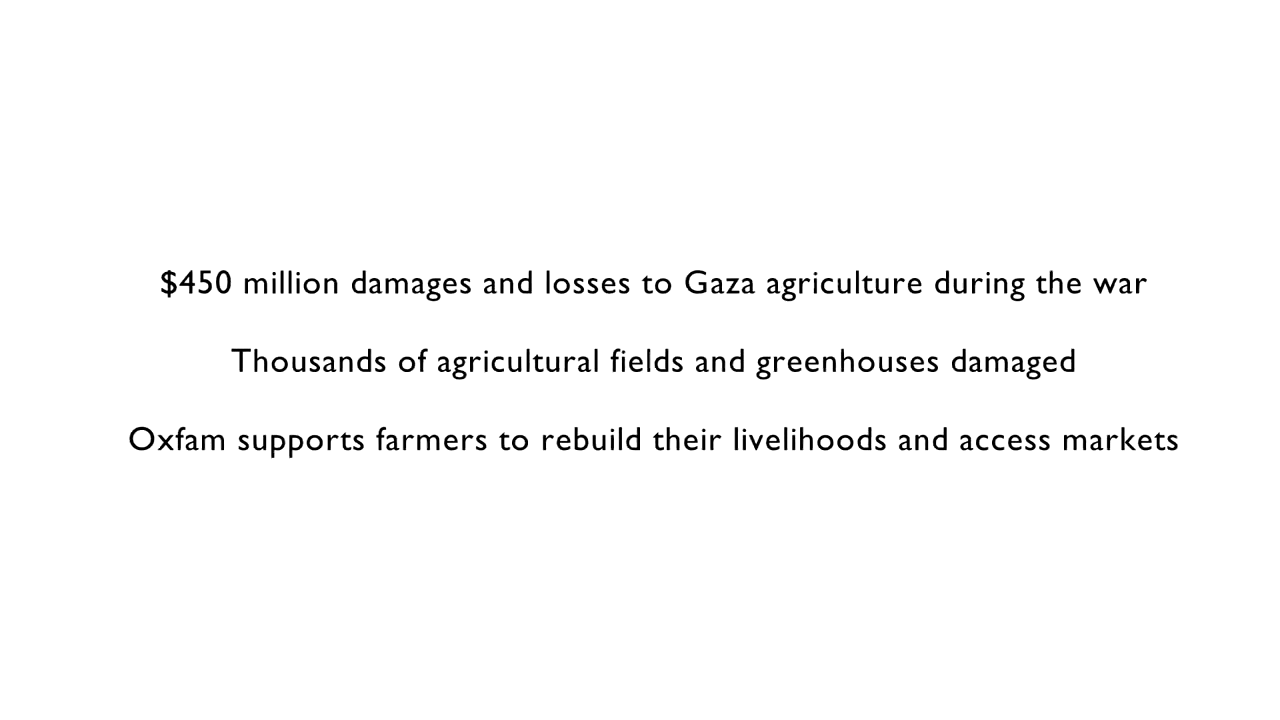 $450 million damages and losses to Gaza agriculture during the war
Thousands of agricultural fields and greenhouses damaged
Oxfam supports farmers to rebuild their livelihoods and access markets